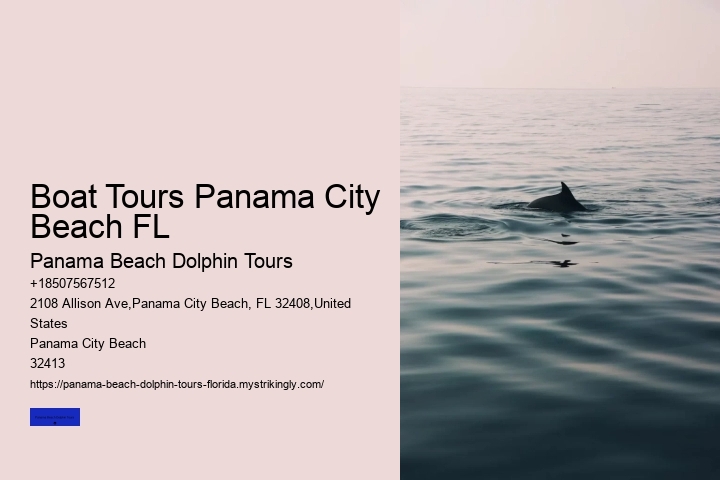 Boat Tours Panama City
Beach FL
Panama Beach Dolphin Tours
+18507567512
2108 Allison Ave,Panama City Beach, FL 32408,United
States
Panama City Beach
32413
https://panama-beach-dolphin-tours-florida.mystrikingly.com/